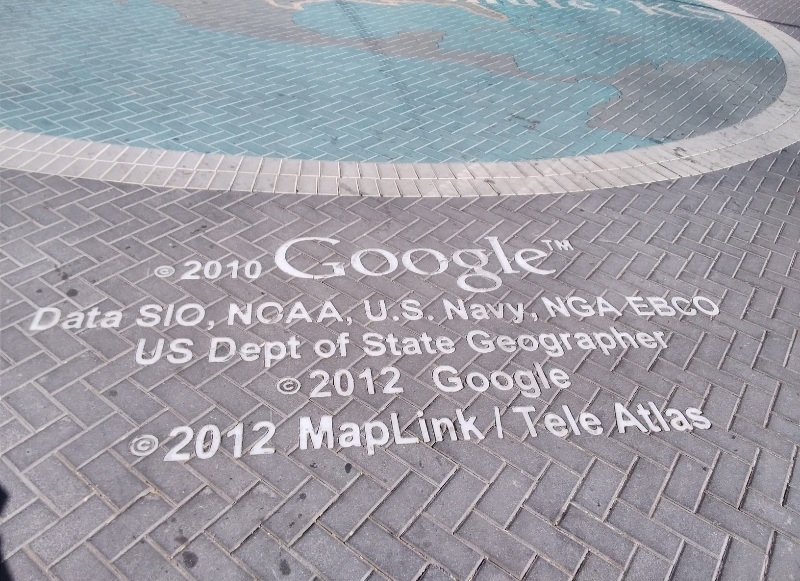 © 2010 Google™
Data SIO, NOAA, U.S. Navy, NGA EBCO
US Dept of State Geographer
© 2012 Google
© 2012 MapLink / Tele Atlas